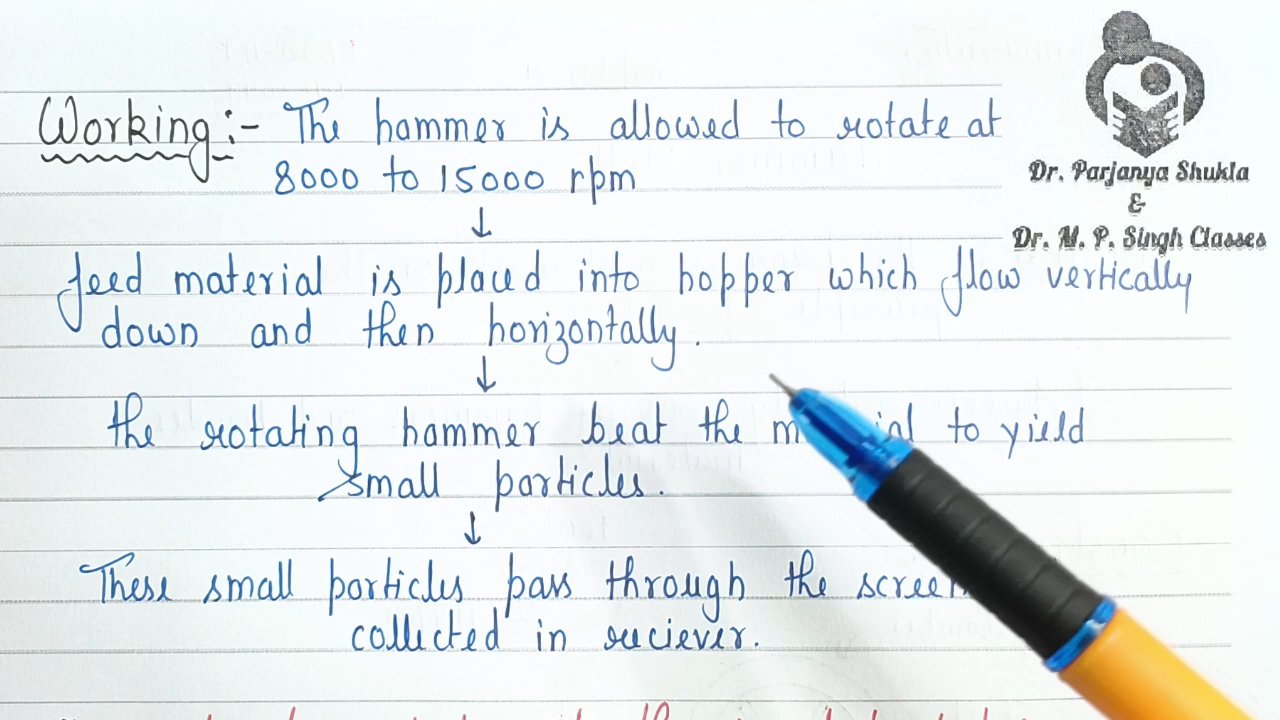 Working:- The hammer is allowed to rotate at
8000 to 15000 rpm
↓
feed material is placed into hopper which flow vertically
down and then horizontally.
↓
the rotating hammer beat the to yield
small particles.
↓
These small particles pass through the screen
collected in reciever.
Dr. Parjanya Shukla
&
Dr. M. P. Singh Classes